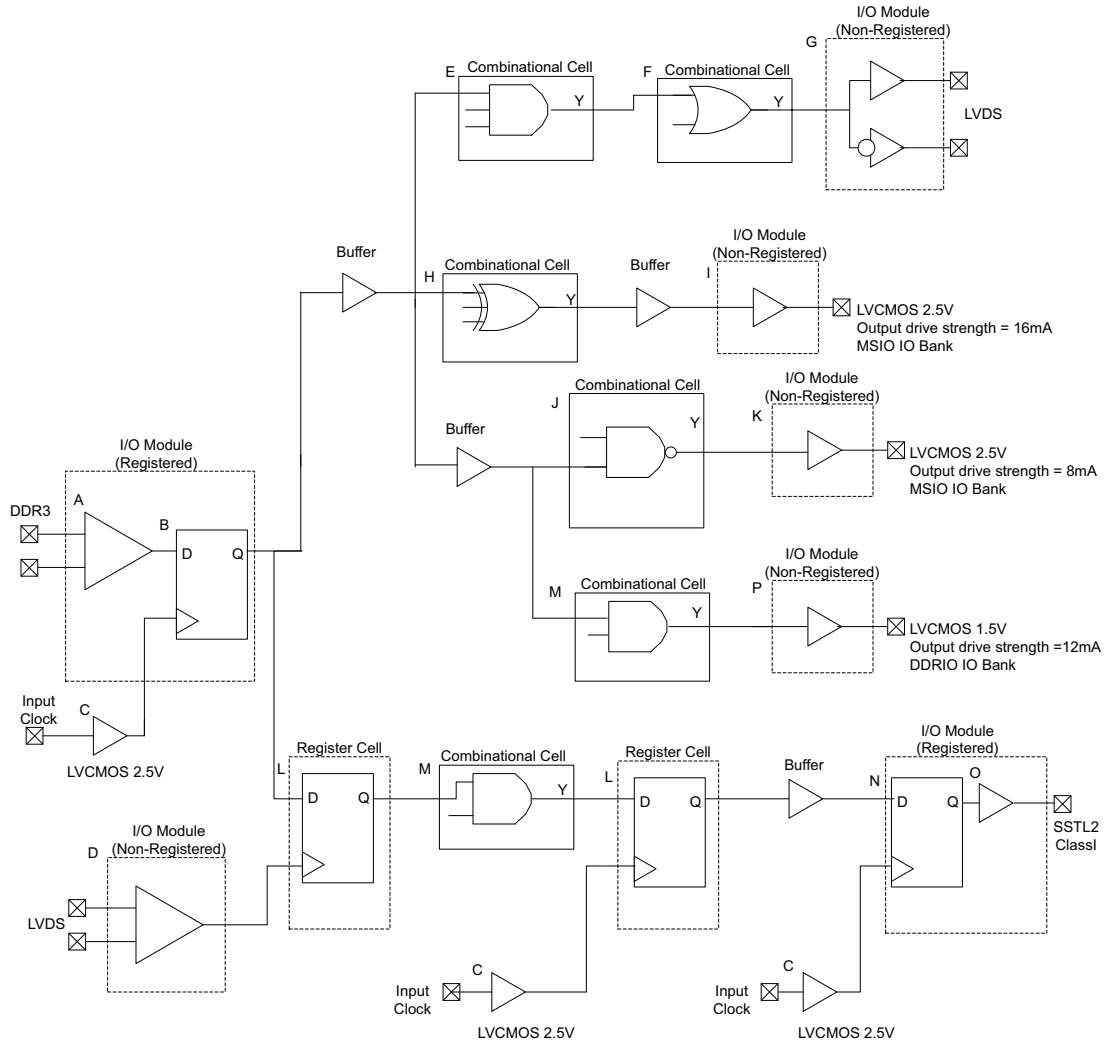 I/O Module
(Non-Registered)
G
E
Combinational Cell
Y
F
Combinational Cell
Y
LVDS
Buffer
H
Combinational Cell
Y
Buffer
I/O Module
(Non-Registered)
I
LVCMOS 2.5V
Output drive strength = 16mA
MSIO IO Bank
Buffer
J
Combinational Cell
Y
I/O Module
(Non-Registered)
K
LVCMOS 2.5V
Output drive strength = 8mA
MSIO IO Bank
I/O Module
(Registered)
DDR3
A
B
D
Q
M
Combinational Cell
Y
I/O Module
(Non-Registered)
P
LVCMOS 1.5V
Output drive strength =12mA
DDRIO IO Bank
Input
Clock
C
LVCMOS 2.5V
Register Cell
L
D
Q
M
Combinational Cell
Y
Register Cell
L
D
Q
Buffer
I/O Module
(Registered)
N
D
Q
O
SSTL2
ClassI
I/O Module
(Non-Registered)
D
LVDS
Input
Clock
C
LVCMOS 2.5V
Input
Clock
C
LVCMOS 2.5V